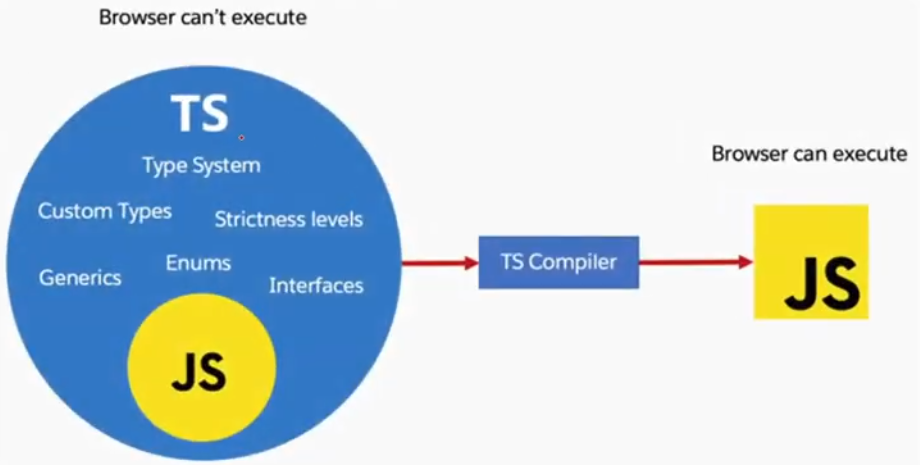 Browser can't execute
TS
Type System
Custom Types
Strictness levels
Enums
Generics
Interfaces
JS
TS Compiler
Browser can execute
JS